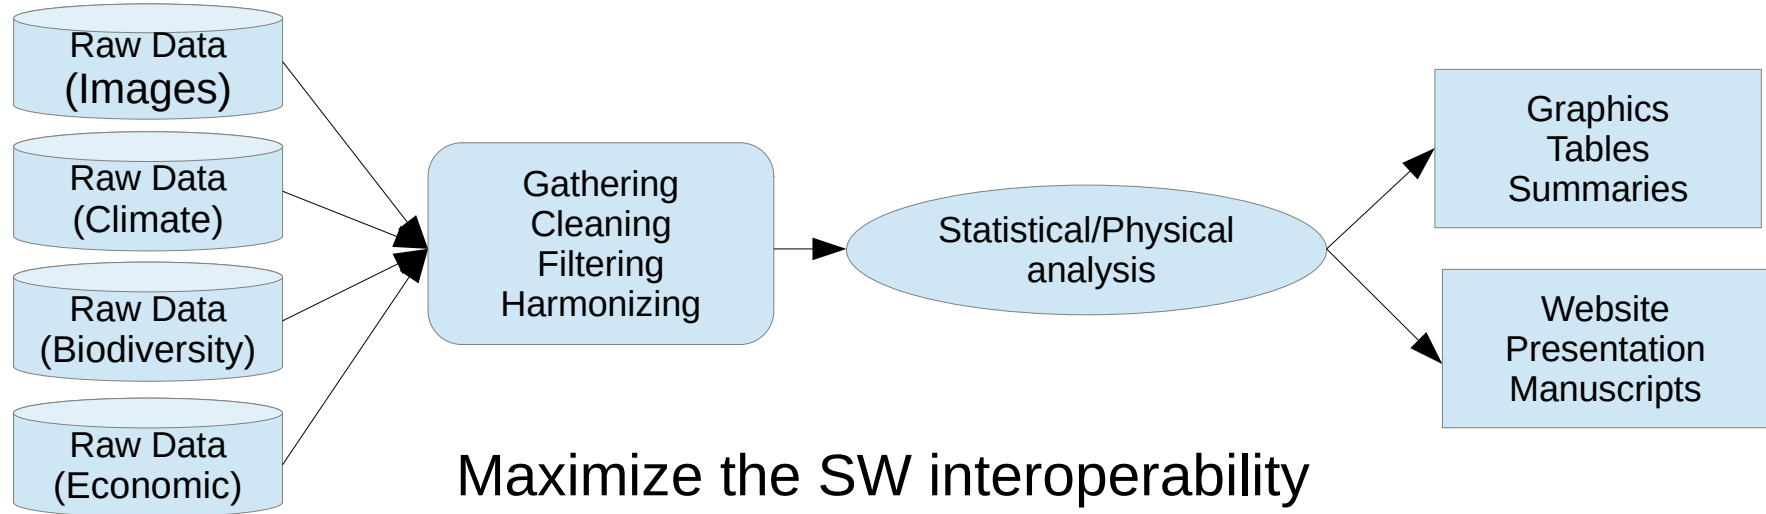 Raw Data
(Images)
Raw Data
(Climate)
Raw Data
(Biodiversity)
Raw Data
(Economic)
Gathering
Cleaning
Filtering
Harmonizing
Statistical/Physical
analysis
Graphics
Tables
Summaries
Website
Presentation
Manuscripts
Maximize the SW interoperability